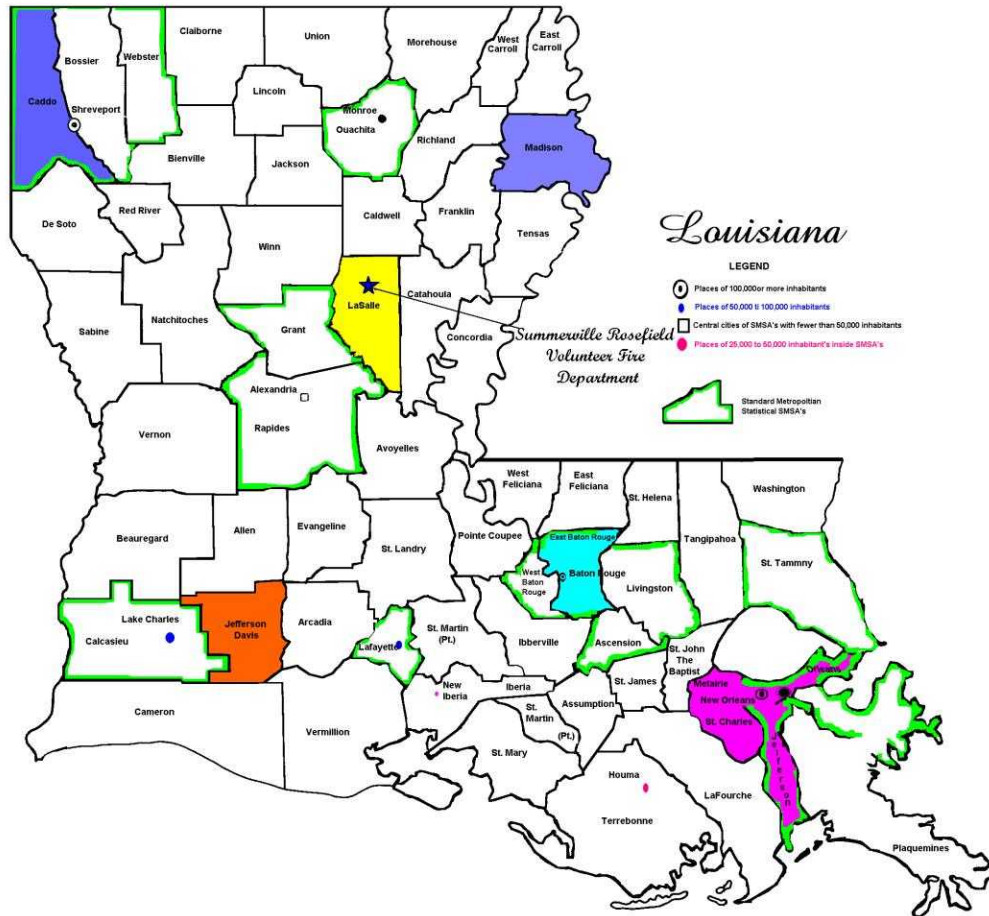 Claiborne
Union
Morehouse
West
Carroll
East
Carroll
Bossier
Webster
Caddo
Shreveport
Lincoln
Monroe
Ouachita
Richland
Madison
Bienville
Jackson
De Soto
Red River
Caldwell
Franklin
Tensas
Winn
Louisiana
LEGEND
Places of 100,000or more inhabitants
Places of 50,000 ll 100,000 inhabitants
Central cities of SMSA's with fewer than 50,000 inhabitants
Places of 25,000 to 50,000 inhabitant's inside SMSA's
Standard Metropoltian
Statistical SMSA's
LaSalle
Catahoula
Sabine
Natchitoches
Grant
Concordia
Summerville Rosefield
Volunteer Fire
Department
Alexandria
Rapides
Vernon
Avoyelles
West
Feliciana
East
Feliciana
St. Helena
Washington
Beauregard
Allen
Evangeline
St. Landry
Pointe Coupee
East Baton Rouge
Tangipahoa
St. Tammny
West
Baton
Rouge
Baton Rouge
Livingston
Lake Charles
Calcasieu
Jefferson
Davis
Arcadia
Lafayette
St. Martin
(Pt.)
Ibberville
Ascension
St. John
The
Baptist
Orleans
Metairie
New Orleans
St. Charles
Jefferson
New
Iberia
Iberia
St. James
Assumption
St.
Martin
(Pt.)
Cameron
Vermillion
St. Mary
Houma
Terrebonne
LaFourche
Plaquemines